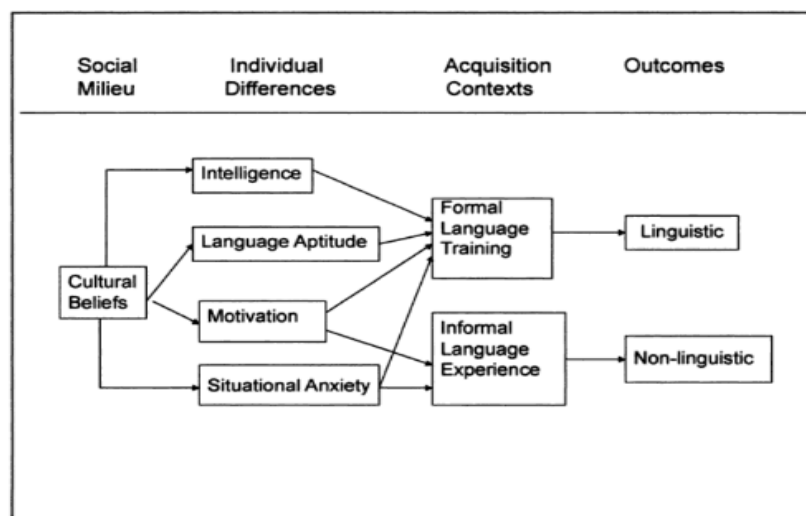 Social
Milieu
Individual
Differences
Acquisition
Contexts
Outcomes
Intelligence
Language Aptitude
Cultural
Beliefs
Motivation
Situational Anxiety
Formal
Language
Training
Informal
Language
Experience
Linguistic
Non-linguistic